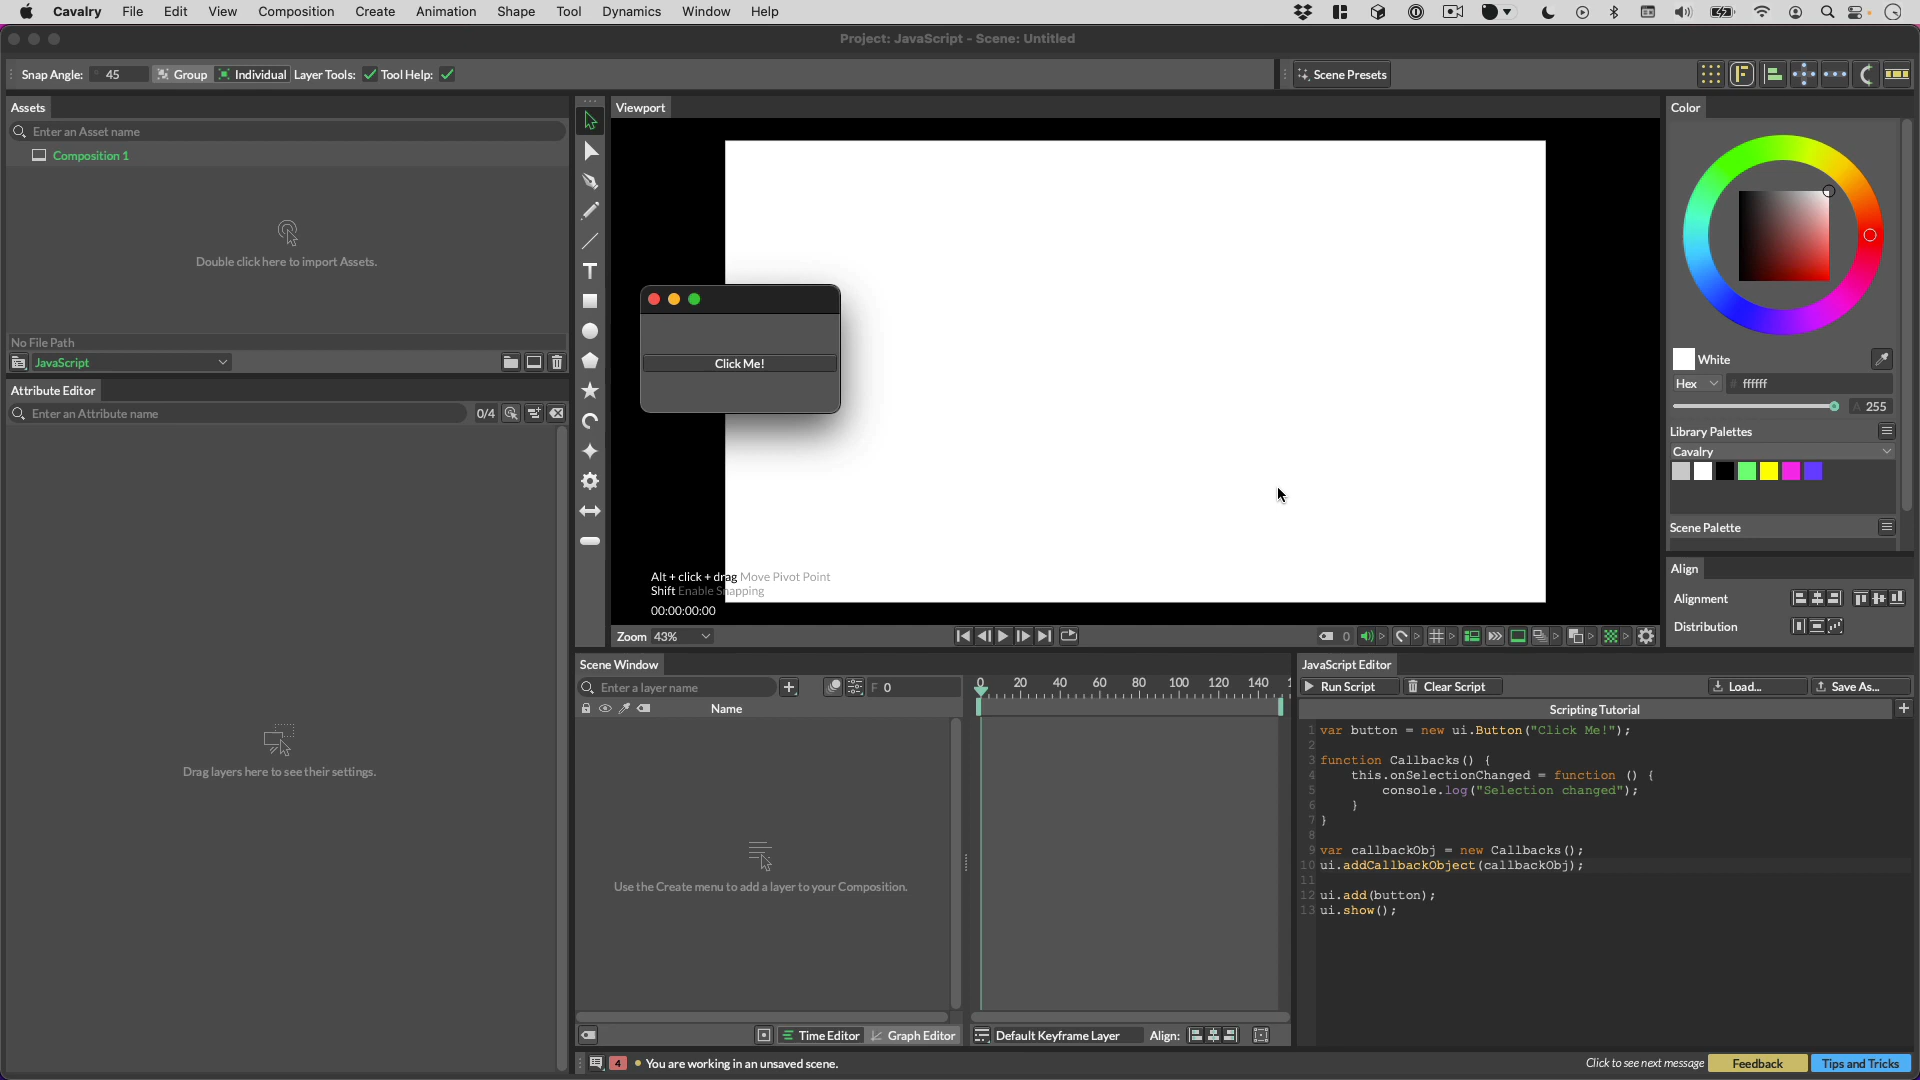 Cavalry File Edit View Composition Create Animation Shape Tool Dynamics Window Help
Project: JavaScript - Scene: Untitled
Snap Angle: 45 Group Individual Layer Tools: Tool Help:
Scene Presets
Assets
Enter an Asset name
Composition 1
Double click here to import Assets.
No File Path
JavaScript
Attribute Editor
Enter an Attribute name 0/4
Drag layers here to see their settings.
Viewport
Click Me!
Alt + click + drag Move Pivot Point
Shift Enable Snapping
00:00:00:00
Zoom 43%
0
Color
White
Hex # ffffff
A 255
Library Palettes
Cavalry
Scene Palette
Align
Alignment
Distribution
Scene Window
Enter a layer name F 0
Name
0 20 40 60 80 100 120 140
Use the Create menu to add a layer to your Composition.
Time Editor Graph Editor Default Keyframe Layer Align:
JavaScript Editor
Run Script Clear Script Load... Save As...
Scripting Tutorial
1 var button = new ui.Button("Click Me!");
2
3 function Callbacks() {
4 this.onSelectionChanged = function () {
5 console.log("Selection changed");
6 }
7 }
8
9 var callbackObj = new Callbacks();
10 ui.addCallbackObject(callbackObj);
11
12 ui.add(button);
13 ui.show();
4 You are working in an unsaved scene.
Click to see next message Feedback Tips and Tricks